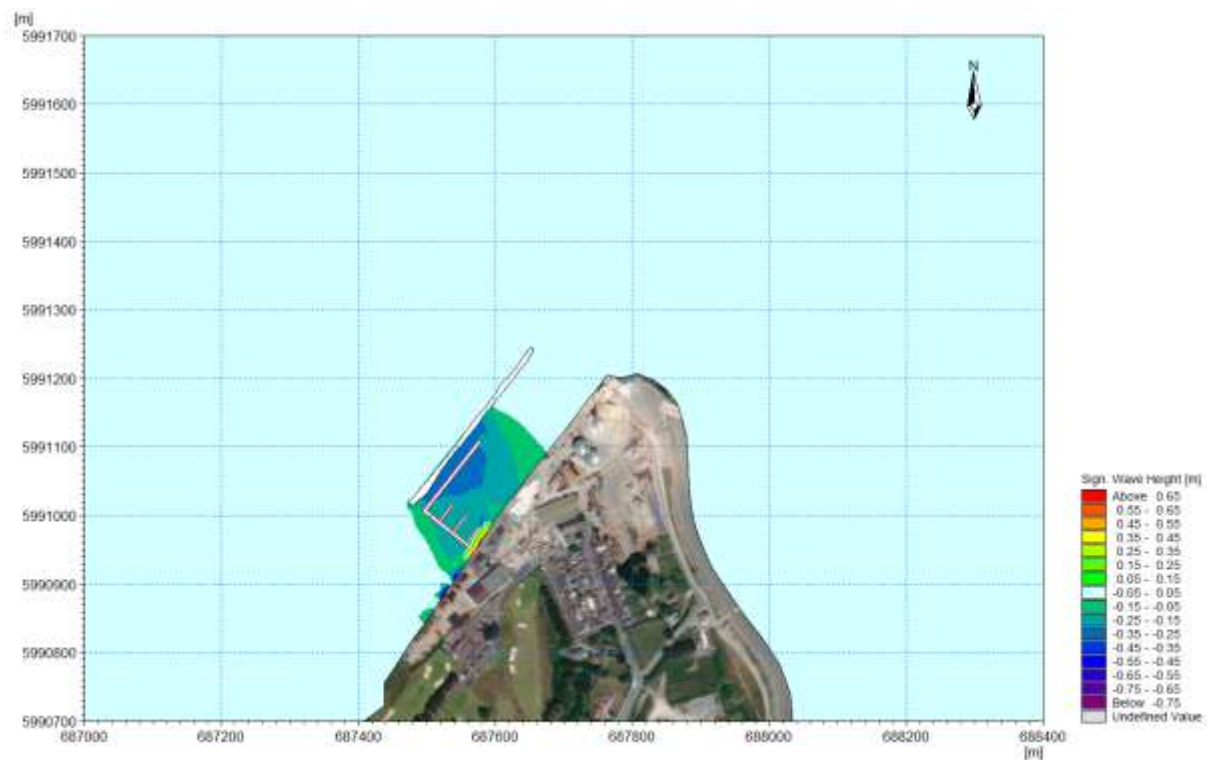 [m]
5991700
N
5991600
5991500
5991400
5991300
5991200
5991100
5991000
5990900
5990800
5990700
687000 687200 687400 687600 687800 688000 688200 688400
[m]
Sign. Wave Height [m]
Above 0.65
0.55 - 0.65
0.45 - 0.55
0.35 - 0.45
0.25 - 0.35
0.15 - 0.25
0.05 - 0.15
-0.05 - 0.05
-0.15 - -0.05
-0.25 - -0.15
-0.35 - -0.25
-0.45 - -0.35
-0.55 - -0.45
-0.65 - -0.55
-0.75 - -0.65
Below -0.75
Undefined Value